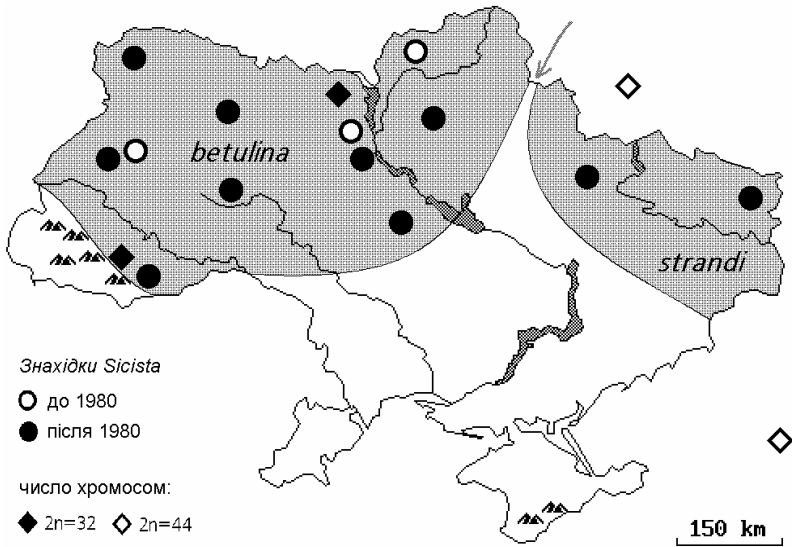 betulina
strandi
Знахідки Sicista
до 1980
після 1980
число хромосом:
2n=32 2n=44
150 km